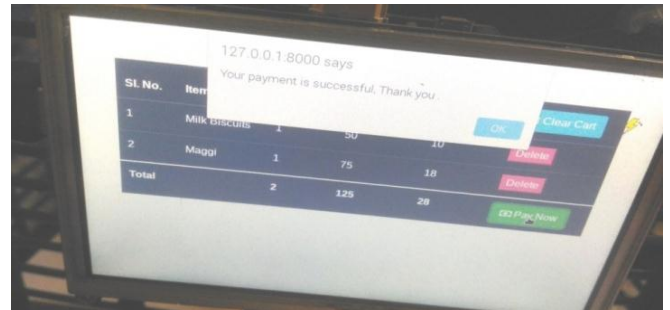 127.0.0.1:8000 says
Your payment is successful, Thank you .
OK
Sl. No. Item Clear Cart
1 Milk Biscuits 1 50 10 Delete
2 Maggi 1 75 18 Delete
Total 2 125 28 Pay Now